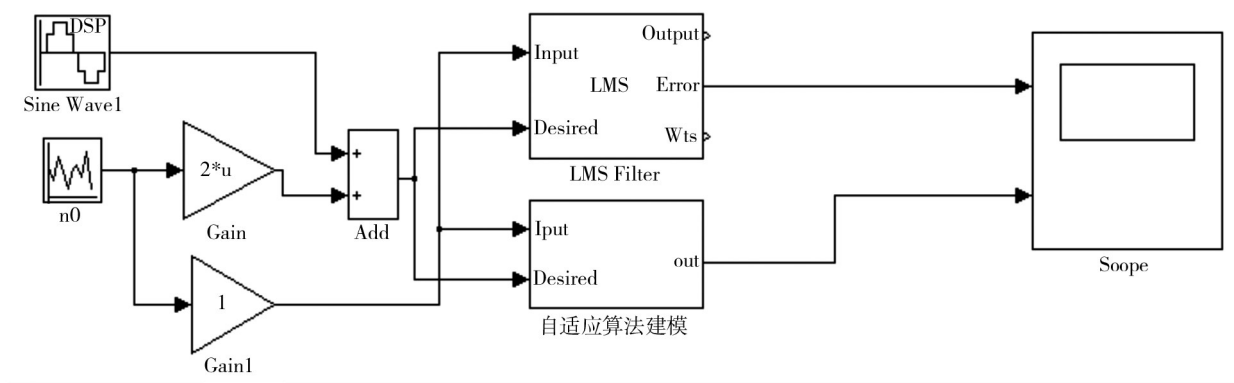 DSP
Sine Wave1
n0
2*u
Gain
1
Gain1
+
+
Add
Input
Desired
LMS
Output
Error
Wts
LMS Filter
Iput
Desired
out
自适应算法建模
Soope